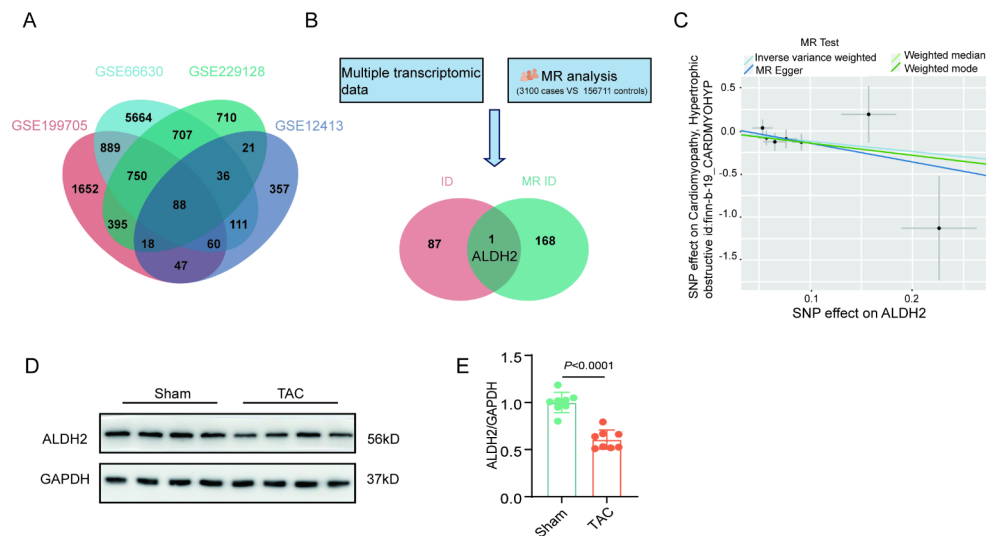 A
GSE66630
GSE229128
GSE199705
GSE12413
5664
710
707
889
21
1652
750
36
357
88
395
111
18
60
47
B
Multiple transcriptomic
data
MR analysis
(3100 cases VS 156711 controls)
ID
MR ID
87
1
168
ALDH2
C
MR Test
Inverse variance weighted
Weighted median
MR Egger
Weighted mode
SNP effect on Cardiomyopathy, Hypertrophic
obstructive id:finn-b-19_CARDMYOHYP
0.5
0.0
-0.5
-1.0
-1.5
0.1
0.2
SNP effect on ALDH2
D
Sham
TAC
ALDH2
56kD
GAPDH
37kD
E
P<0.0001
ALDH2/GAPDH
1.5
1.0
0.5
0.0
Sham
TAC